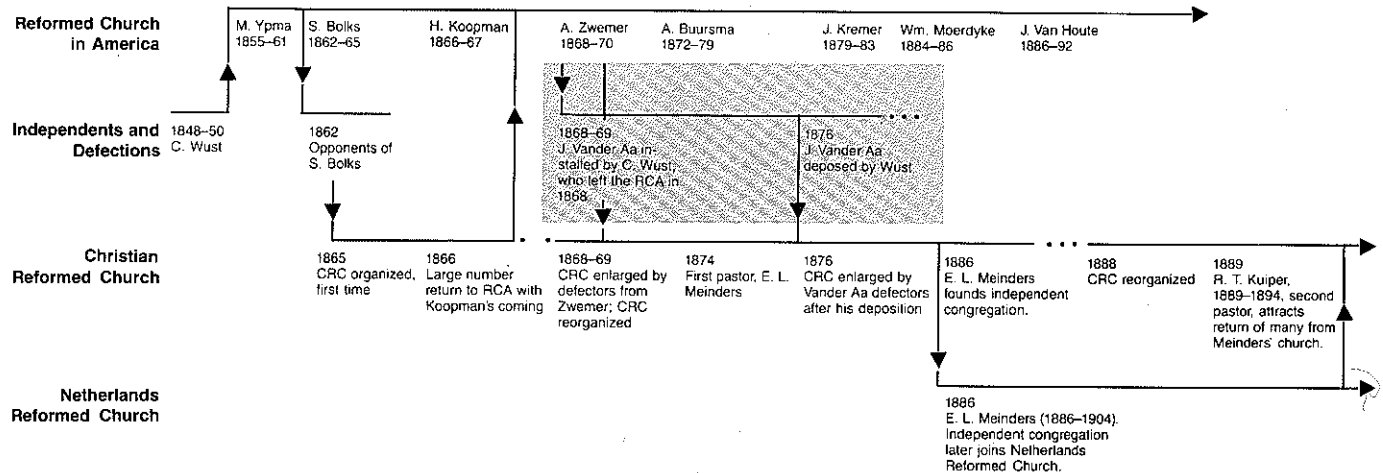 Reformed Church
in America
M. Ypma
1855–61
S. Bolks
1862–65
H. Koopman
1866–67
A. Zwemer
1868–70
A. Buursma
1872–79
J. Kremer
1879–83
Wm. Moerdyke
1884–86
J. Van Houte
1886–92
Independents and
Defections
1848–50
C. Wust
1862
Opponents of
S. Bolks
1868–69
J. Vander Aa in-
stalled by C. Wust,
who left the RCA in
1868
1876
J. Vander Aa
deposed by Wust
Christian
Reformed Church
1865
CRC organized,
first time
1866
Large number
return to RCA with
Koopman's coming
1868–69
CRC enlarged by
defectors from
Zwemer; CRC
reorganized
1874
First pastor, E. L.
Meinders
1876
CRC enlarged by
Vander Aa defectors
after his deposition
1886
E. L. Meinders
founds independent
congregation.
1888
CRC reorganized
1889
R. T. Kuiper,
1889–1894, second
pastor, attracts
return of many from
Meinders' church.
Netherlands
Reformed Church
1886
E. L. Meinders (1886–1904).
Independent congregation
later joins Netherlands
Reformed Church.